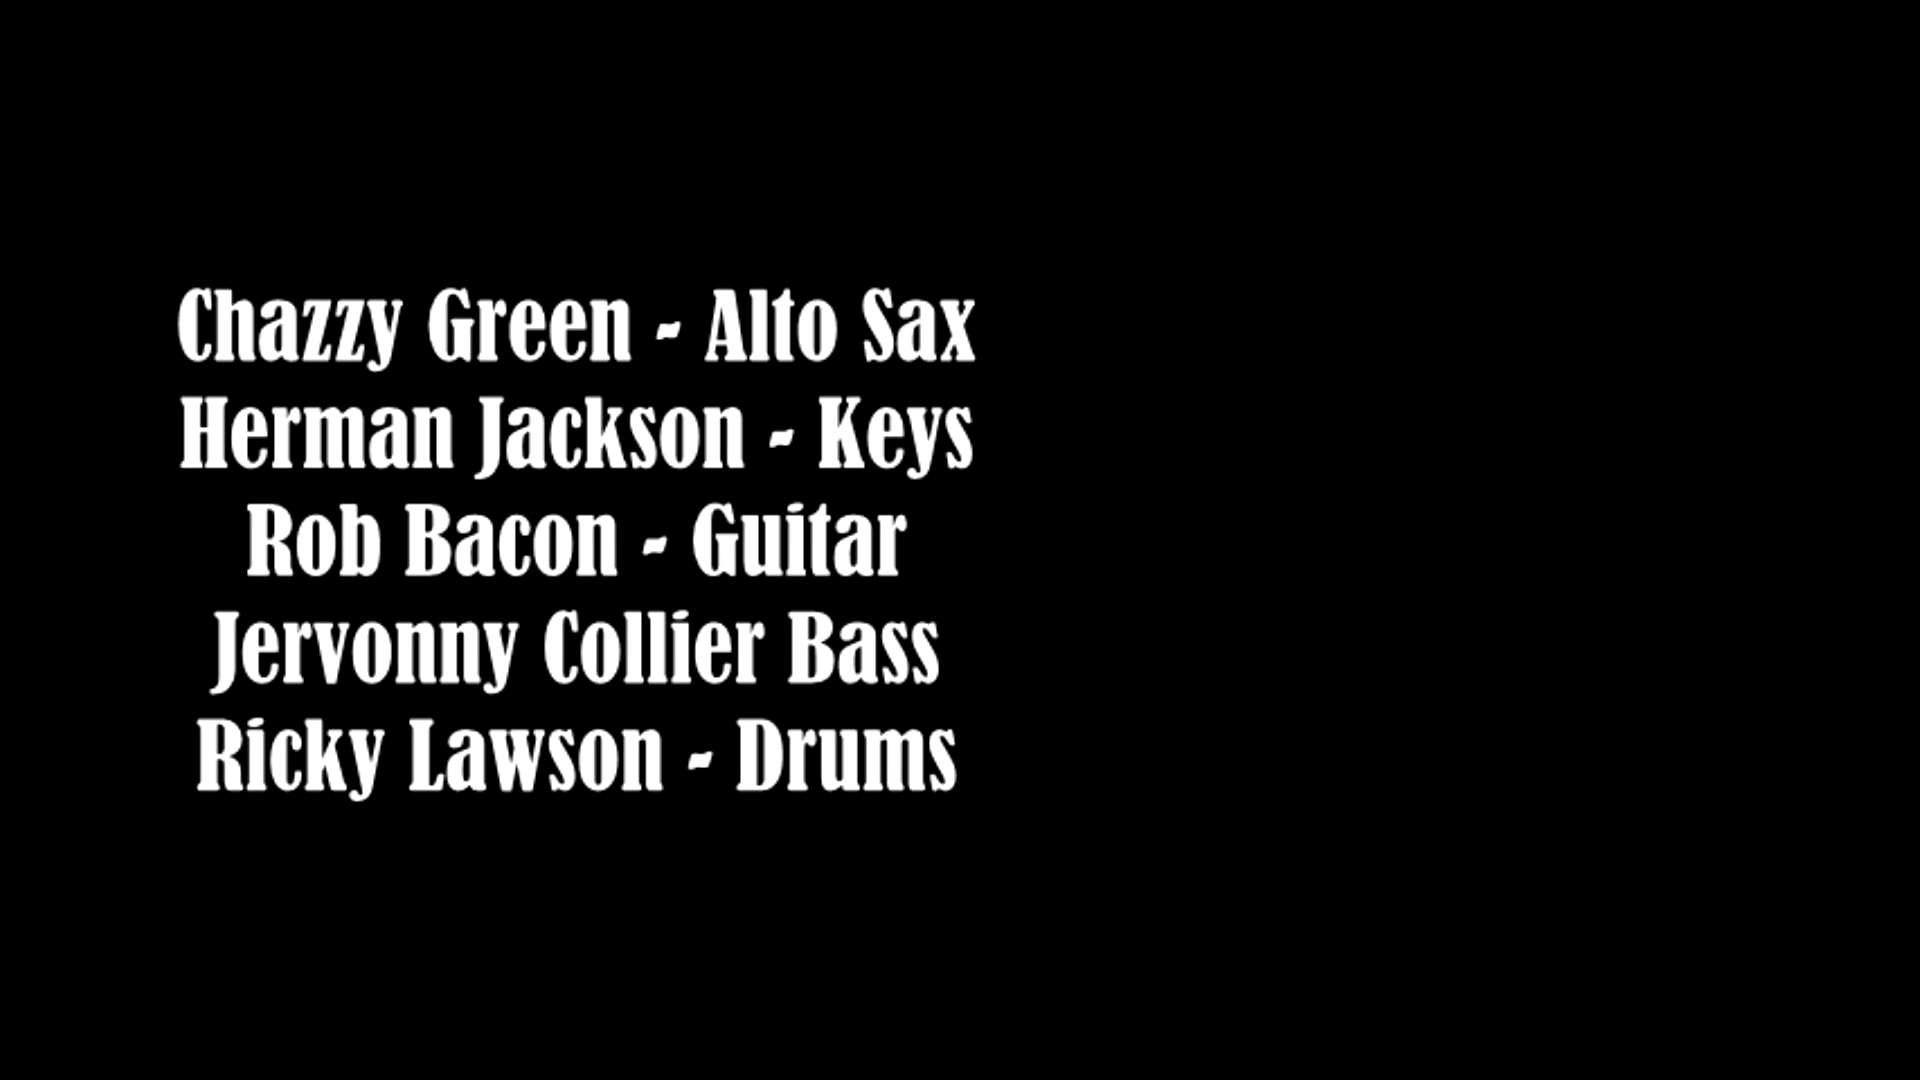 Chazzy Green - Alto Sax
Herman Jackson - Keys
Rob Bacon - Guitar
Jervonny Collier Bass
Ricky Lawson - Drums